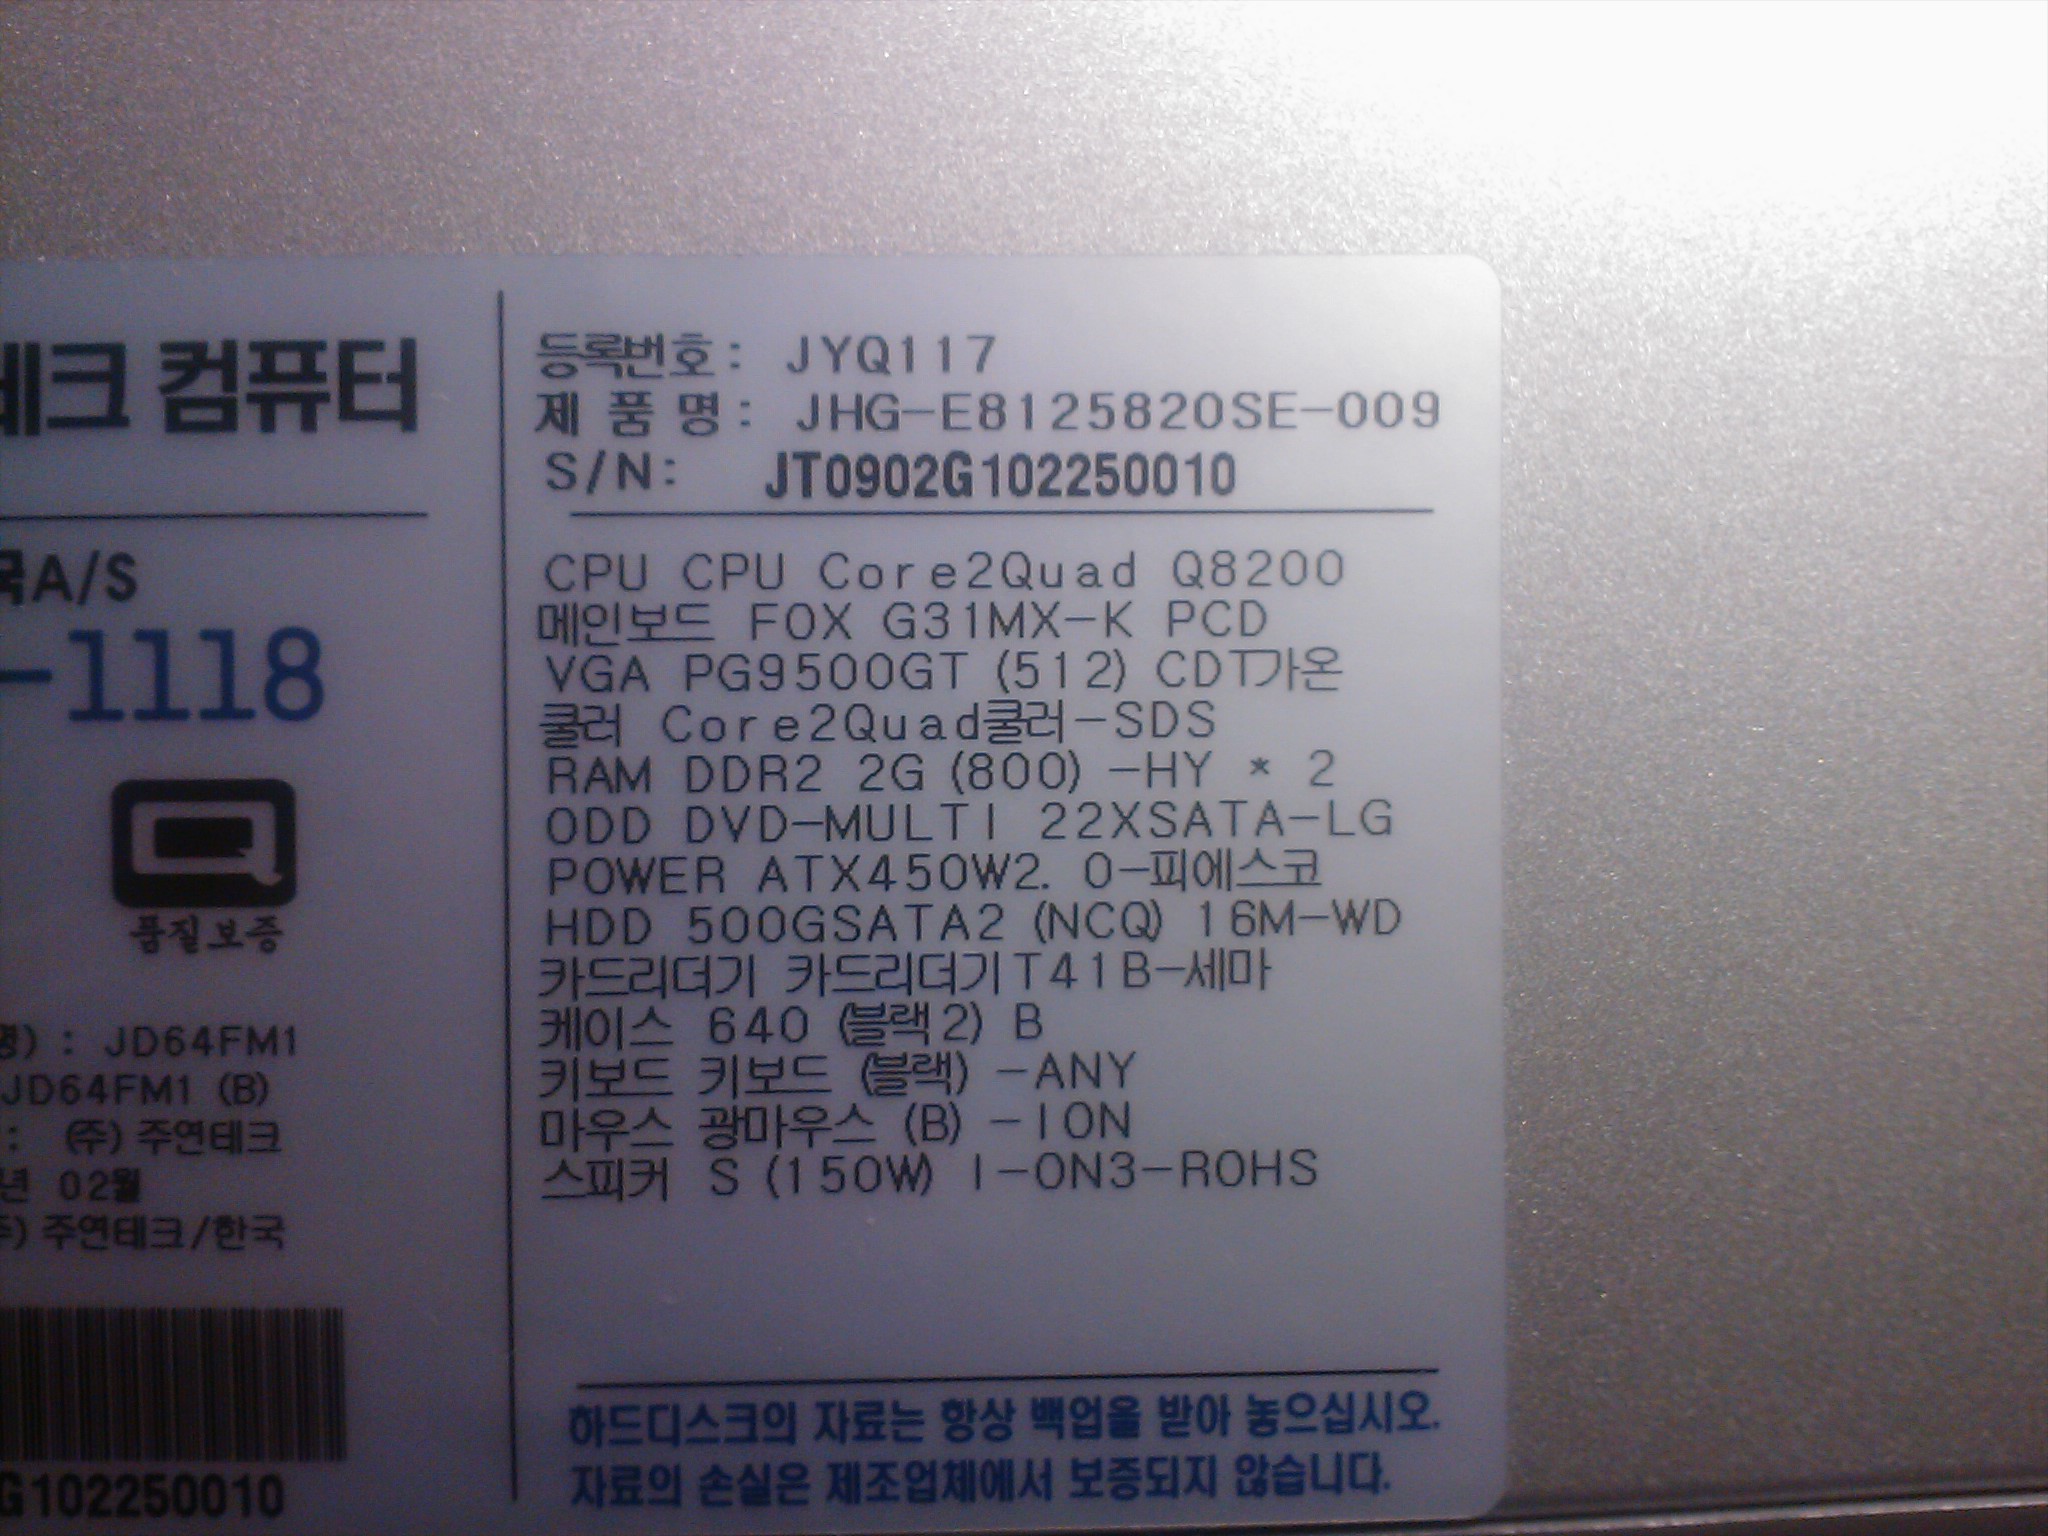 컴퓨터
A/S
-1118
품질보증
: JD64FM1
JD64FM1 (B)
: (주) 주연테크
년 02월
주연테크/한국
G102250010
등록번호: JYQ117
제 품 명: JHG-E812582OSE-009
S/N: JT0902G102250010
CPU CPU Core2Quad Q8200
메인보드 FOX G31MX-K PCD
VGA PG9500GT (512) CDT가온
쿨러 Core2Quad쿨러-SDS
RAM DDR2 2G (800) -HY * 2
ODD DVD-MULTI 22XSATA-LG
POWER ATX450W2. 0-피에스코
HDD 500GSATA2 (NCQ) 16M-WD
카드리더기 카드리더기T41B-세마
케이스 640 (블랙2) B
키보드 키보드 (블랙) -ANY
마우스 광마우스 (B) -ION
스피커 S (150W) I-ON3-ROHS
하드디스크의 자료는 항상 백업을 받아 놓으십시오.
자료의 손실은 제조업체에서 보증되지 않습니다.